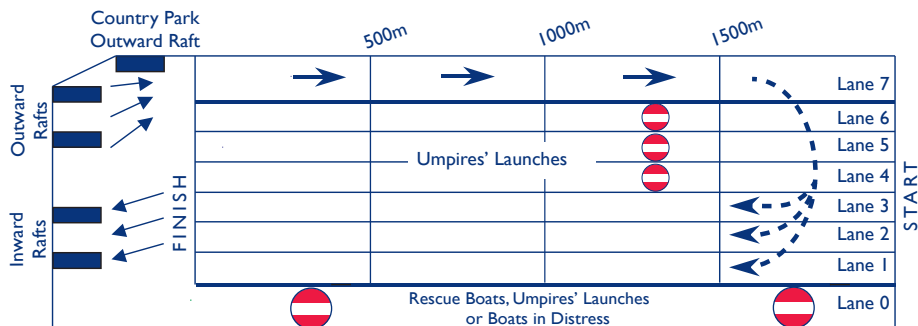 Country Park
Outward Raft
500m
1000m
1500m
Outward
Rafts
Inward
Rafts
FINISH
Umpires' Launches
Lane 7
Lane 6
Lane 5
Lane 4
Lane 3
Lane 2
Lane 1
Lane 0
START
Rescue Boats, Umpires' Launches
or Boats in Distress